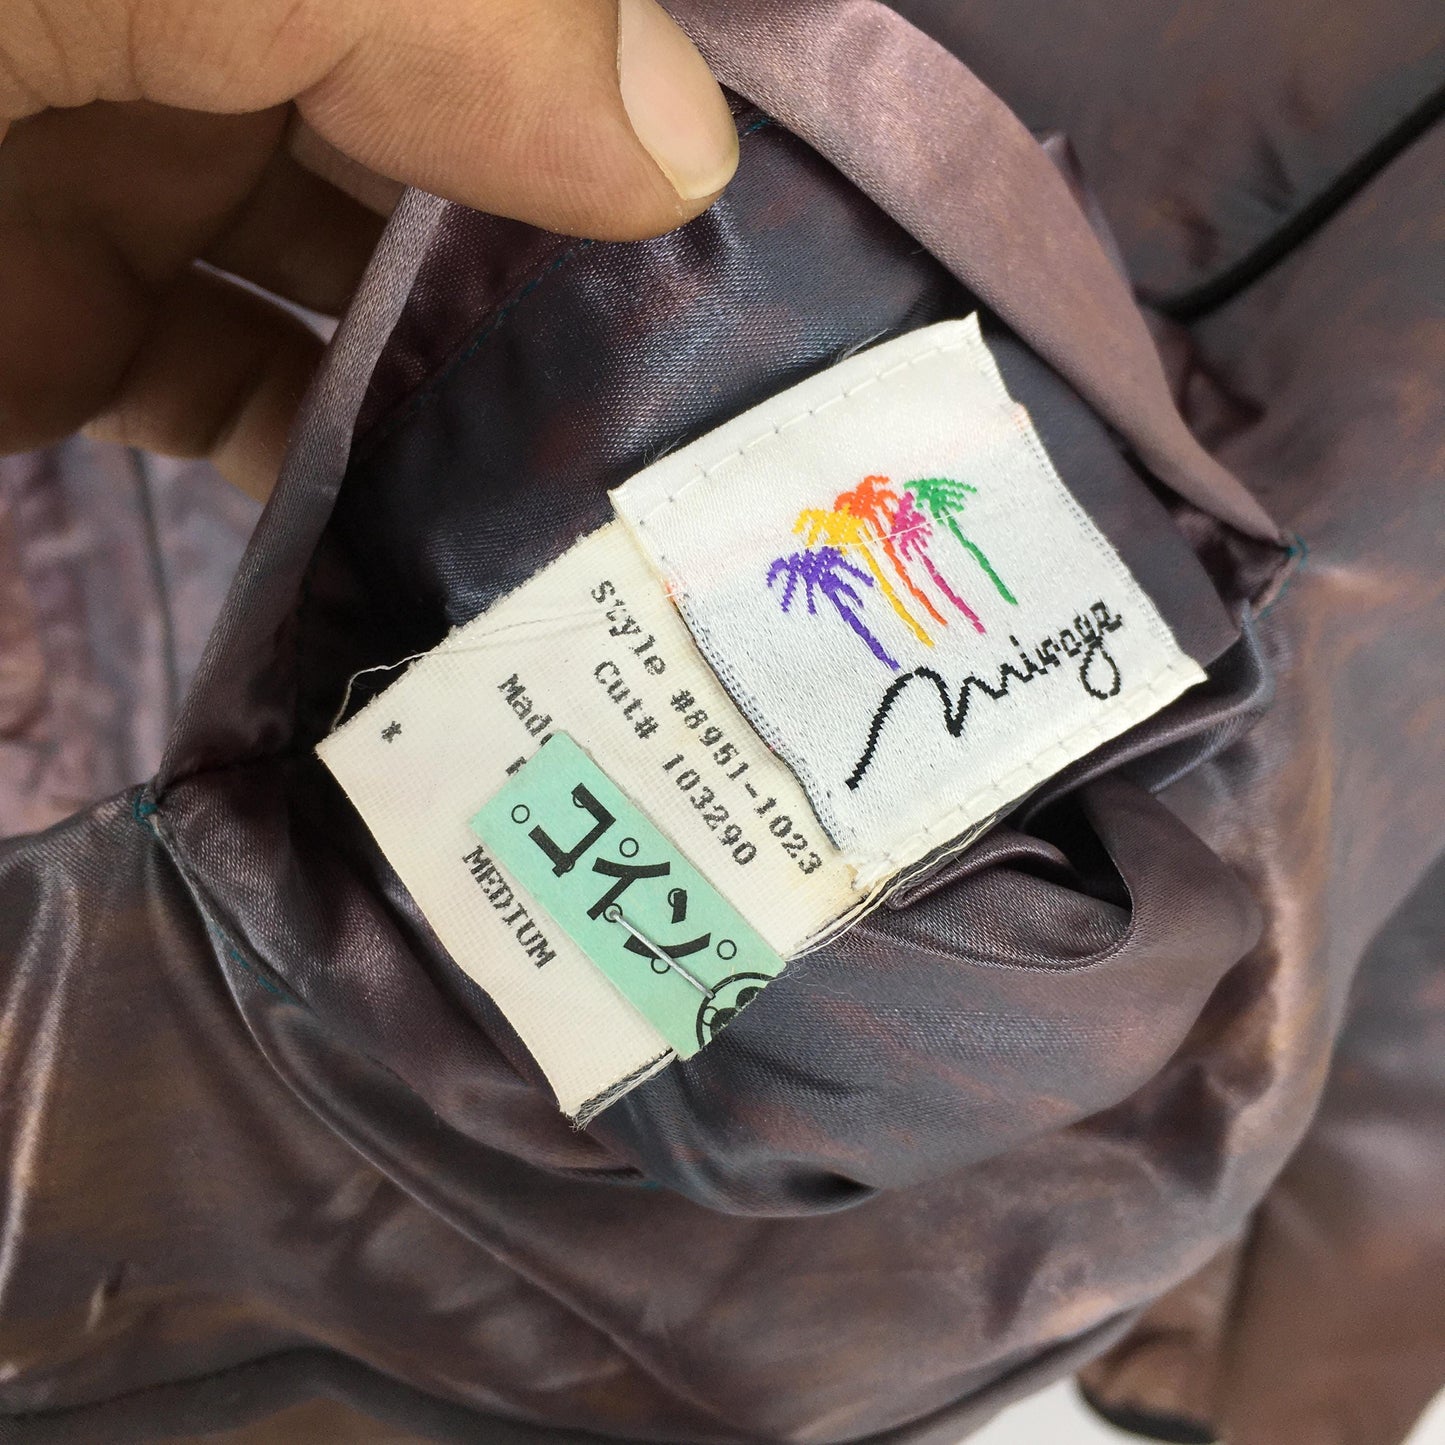 mirage
Style #8951-1023
Cut# 103290
Made
コイン
MEDIUM
*